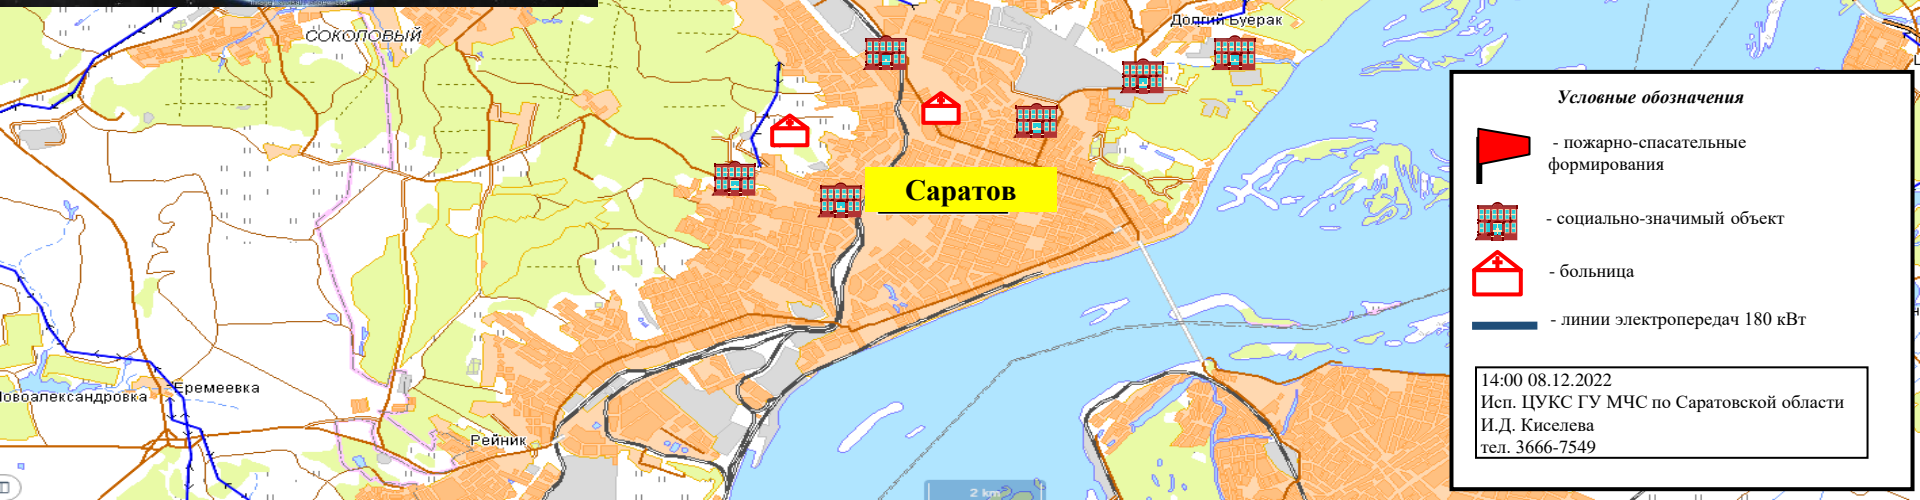 СОКОЛОВЫЙ
Долгий Буерак
Саратов
Еремеевка
Новоалександровка
Рейник
2 km
Условные обозначения
- пожарно-спасательные
формирования
- социально-значимый объект
- больница
- линии электропередач 180 кВт
14:00 08.12.2022
Исп. ЦУКС ГУ МЧС по Саратовской области
И.Д. Киселева
тел. 3666-7549